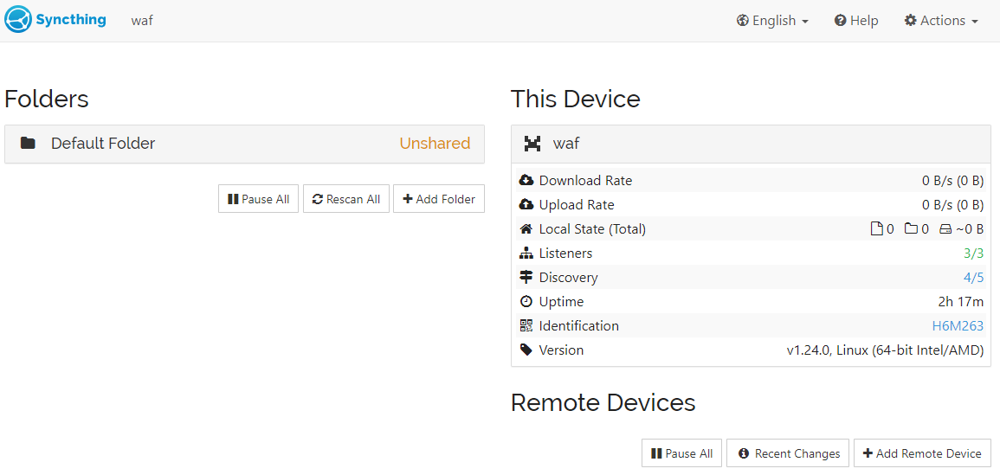 Syncthing waf English Help Actions
Folders
Default Folder Unshared
Pause All Rescan All Add Folder
This Device
waf
Download Rate 0 B/s (0 B)
Upload Rate 0 B/s (0 B)
Local State (Total) 0 0 ~0 B
Listeners 3/3
Discovery 4/5
Uptime 2h 17m
Identification H6M263
Version v1.24.0, Linux (64-bit Intel/AMD)
Remote Devices
Pause All Recent Changes Add Remote Device